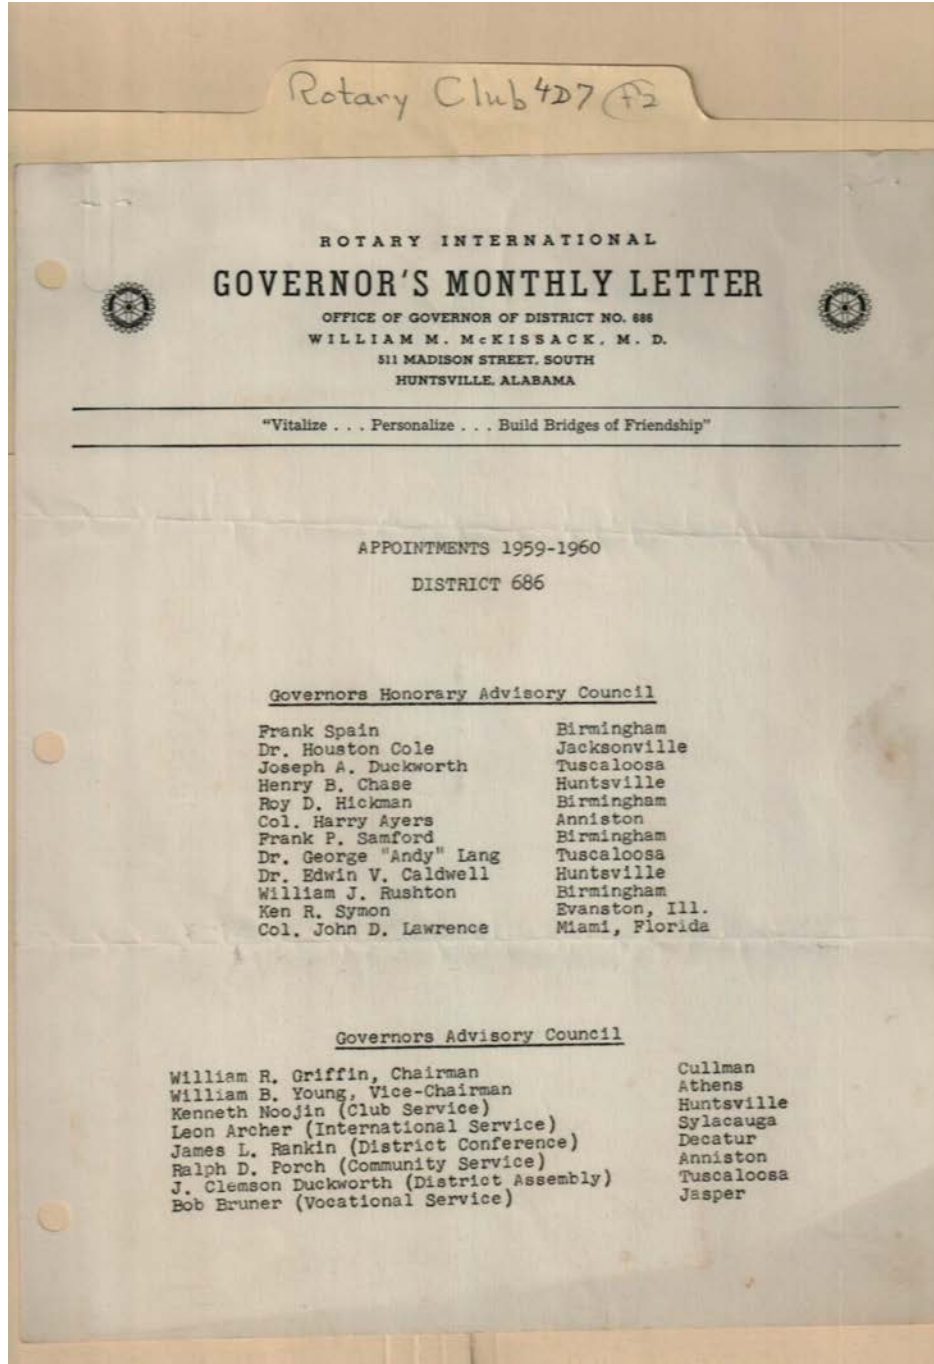 Rotary Club 4D7 F2
ROTARY INTERNATIONAL
GOVERNOR'S MONTHLY LETTER
OFFICE OF GOVERNOR OF DISTRICT NO. 686
WILLIAM M. McKISSACK, M. D.
511 MADISON STREET, SOUTH
HUNTSVILLE, ALABAMA
"Vitalize . . . Personalize . . . Build Bridges of Friendship"
APPOINTMENTS 1959-1960
DISTRICT 686
Governors Honorary Advisory Council
Frank Spain Birmingham
Dr. Houston Cole Jacksonville
Joseph A. Duckworth Tuscaloosa
Henry B. Chase Huntsville
Roy D. Hickman Birmingham
Col. Harry Ayers Anniston
Frank P. Samford Birmingham
Dr. George "Andy" Lang Tuscaloosa
Dr. Edwin V. Caldwell Huntsville
William J. Rushton Birmingham
Ken R. Symon Evanston, Ill.
Col. John D. Lawrence Miami, Florida
Governors Advisory Council
William R. Griffin, Chairman Cullman
William B. Young, Vice-Chairman Athens
Kenneth Noojin (Club Service) Huntsville
Leon Archer (International Service) Sylacauga
James L. Rankin (District Conference) Decatur
Ralph D. Porch (Community Service) Anniston
J. Clemson Duckworth (District Assembly) Tuscaloosa
Bob Bruner (Vocational Service) Jasper